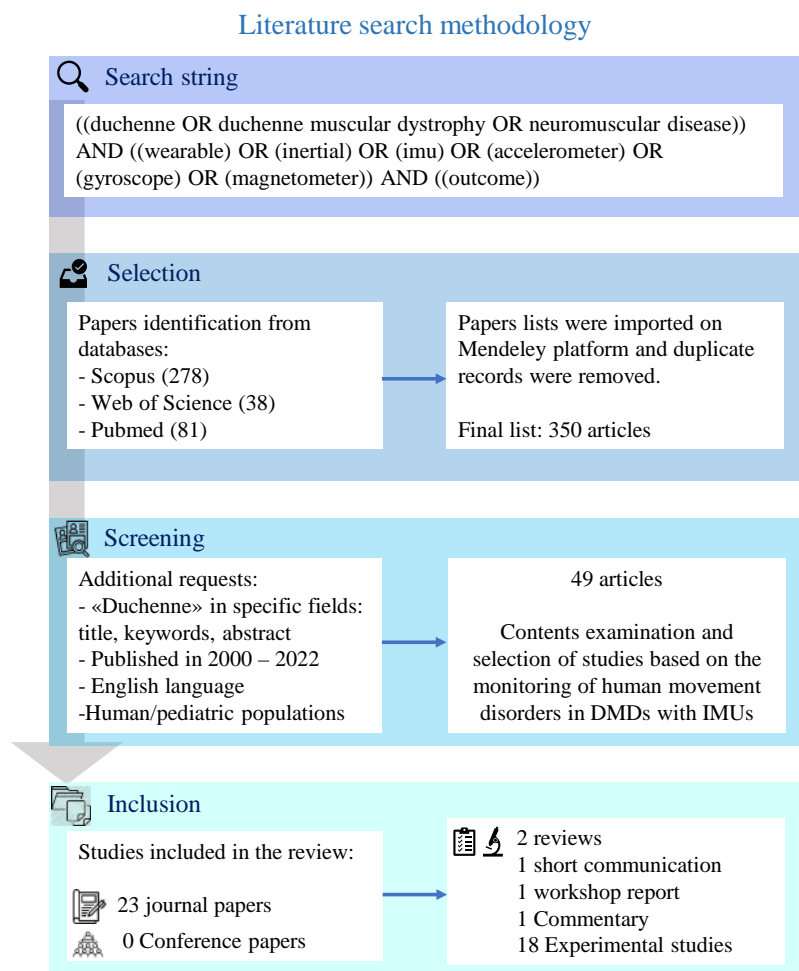 Literature search methodology
Search string
((duchenne OR duchenne muscular dystrophy OR neuromuscular disease))
AND ((wearable) OR (inertial) OR (imu) OR (accelerometer) OR
(gyroscope) OR (magnetometer)) AND ((outcome))
Selection
Papers identification from
databases:
- Scopus (278)
- Web of Science (38)
- Pubmed (81)
Papers lists were imported on
Mendeley platform and duplicate
records were removed.
Final list: 350 articles
Screening
Additional requests:
- «Duchenne» in specific fields:
title, keywords, abstract
- Published in 2000 – 2022
- English language
-Human/pediatric populations
49 articles
Contents examination and
selection of studies based on the
monitoring of human movement
disorders in DMDs with IMUs
Inclusion
Studies included in the review:
23 journal papers
0 Conference papers
2 reviews
1 short communication
1 workshop report
1 Commentary
18 Experimental studies